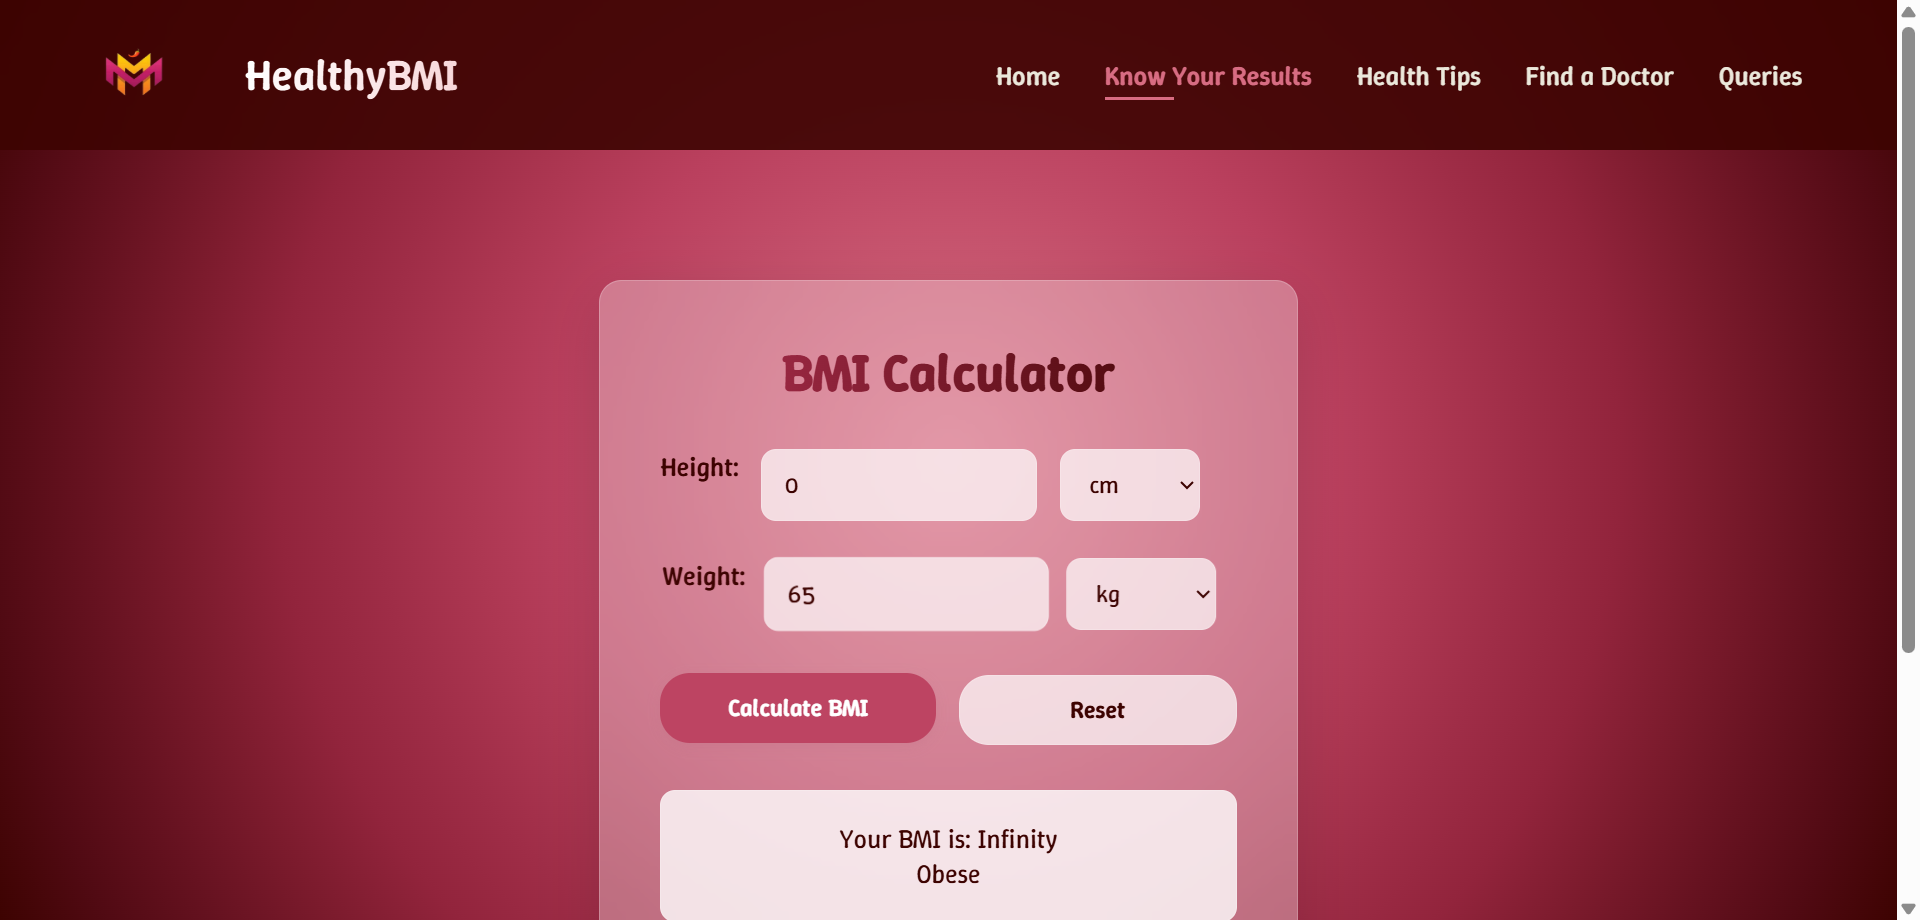 HealthyBMI
Home Know Your Results Health Tips Find a Doctor Queries
BMI Calculator
Height: 0 cm
Weight: 65 kg
Calculate BMI Reset
Your BMI is: Infinity
Obese